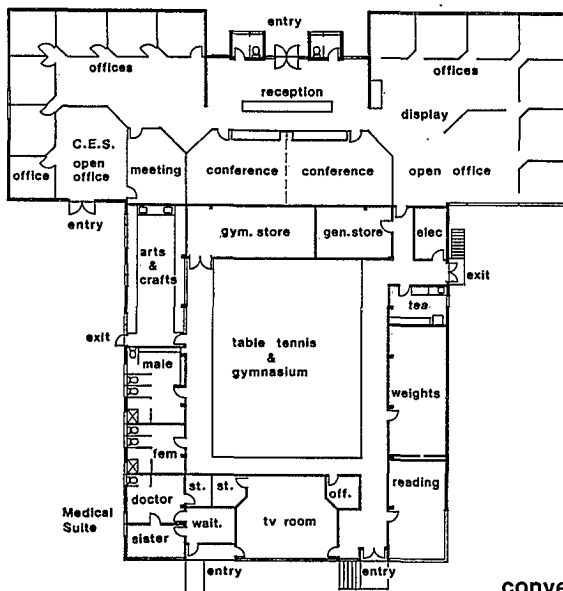 entry
offices
offices
reception
display
C.E.S.
open
office
meeting
conference
conference
open office
office
entry
gym. store
gen. store
elec
arts
&
crafts
exit
tea
exit
table tennis
&
gymnasium
male
weights
fem
reading
st.
st.
off.
doctor
Medical
Suite
wait.
tv room
sister
entry
entry
conve